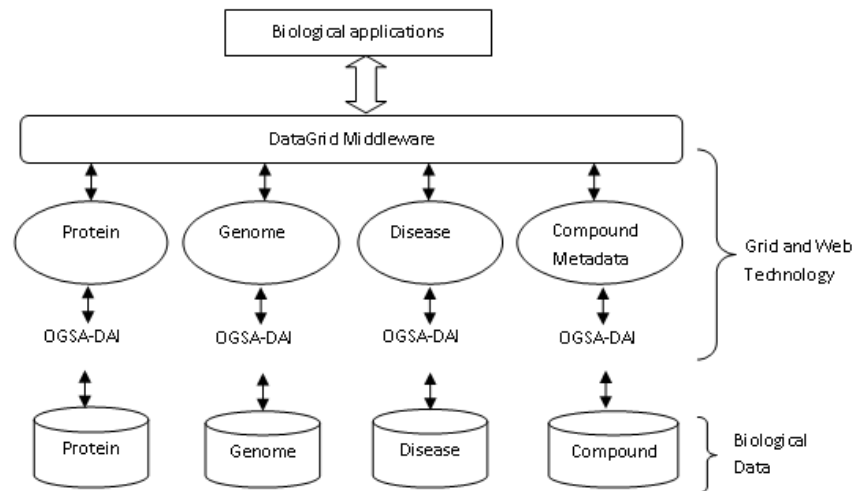 Biological applications
DataGrid Middleware
Protein
Genome
Disease
Compound
Metadata
Grid and Web
Technology
OGSA-DAI
OGSA-DAI
OGSA-DAI
OGSA-DAI
Protein
Genome
Disease
Compound
Biological
Data